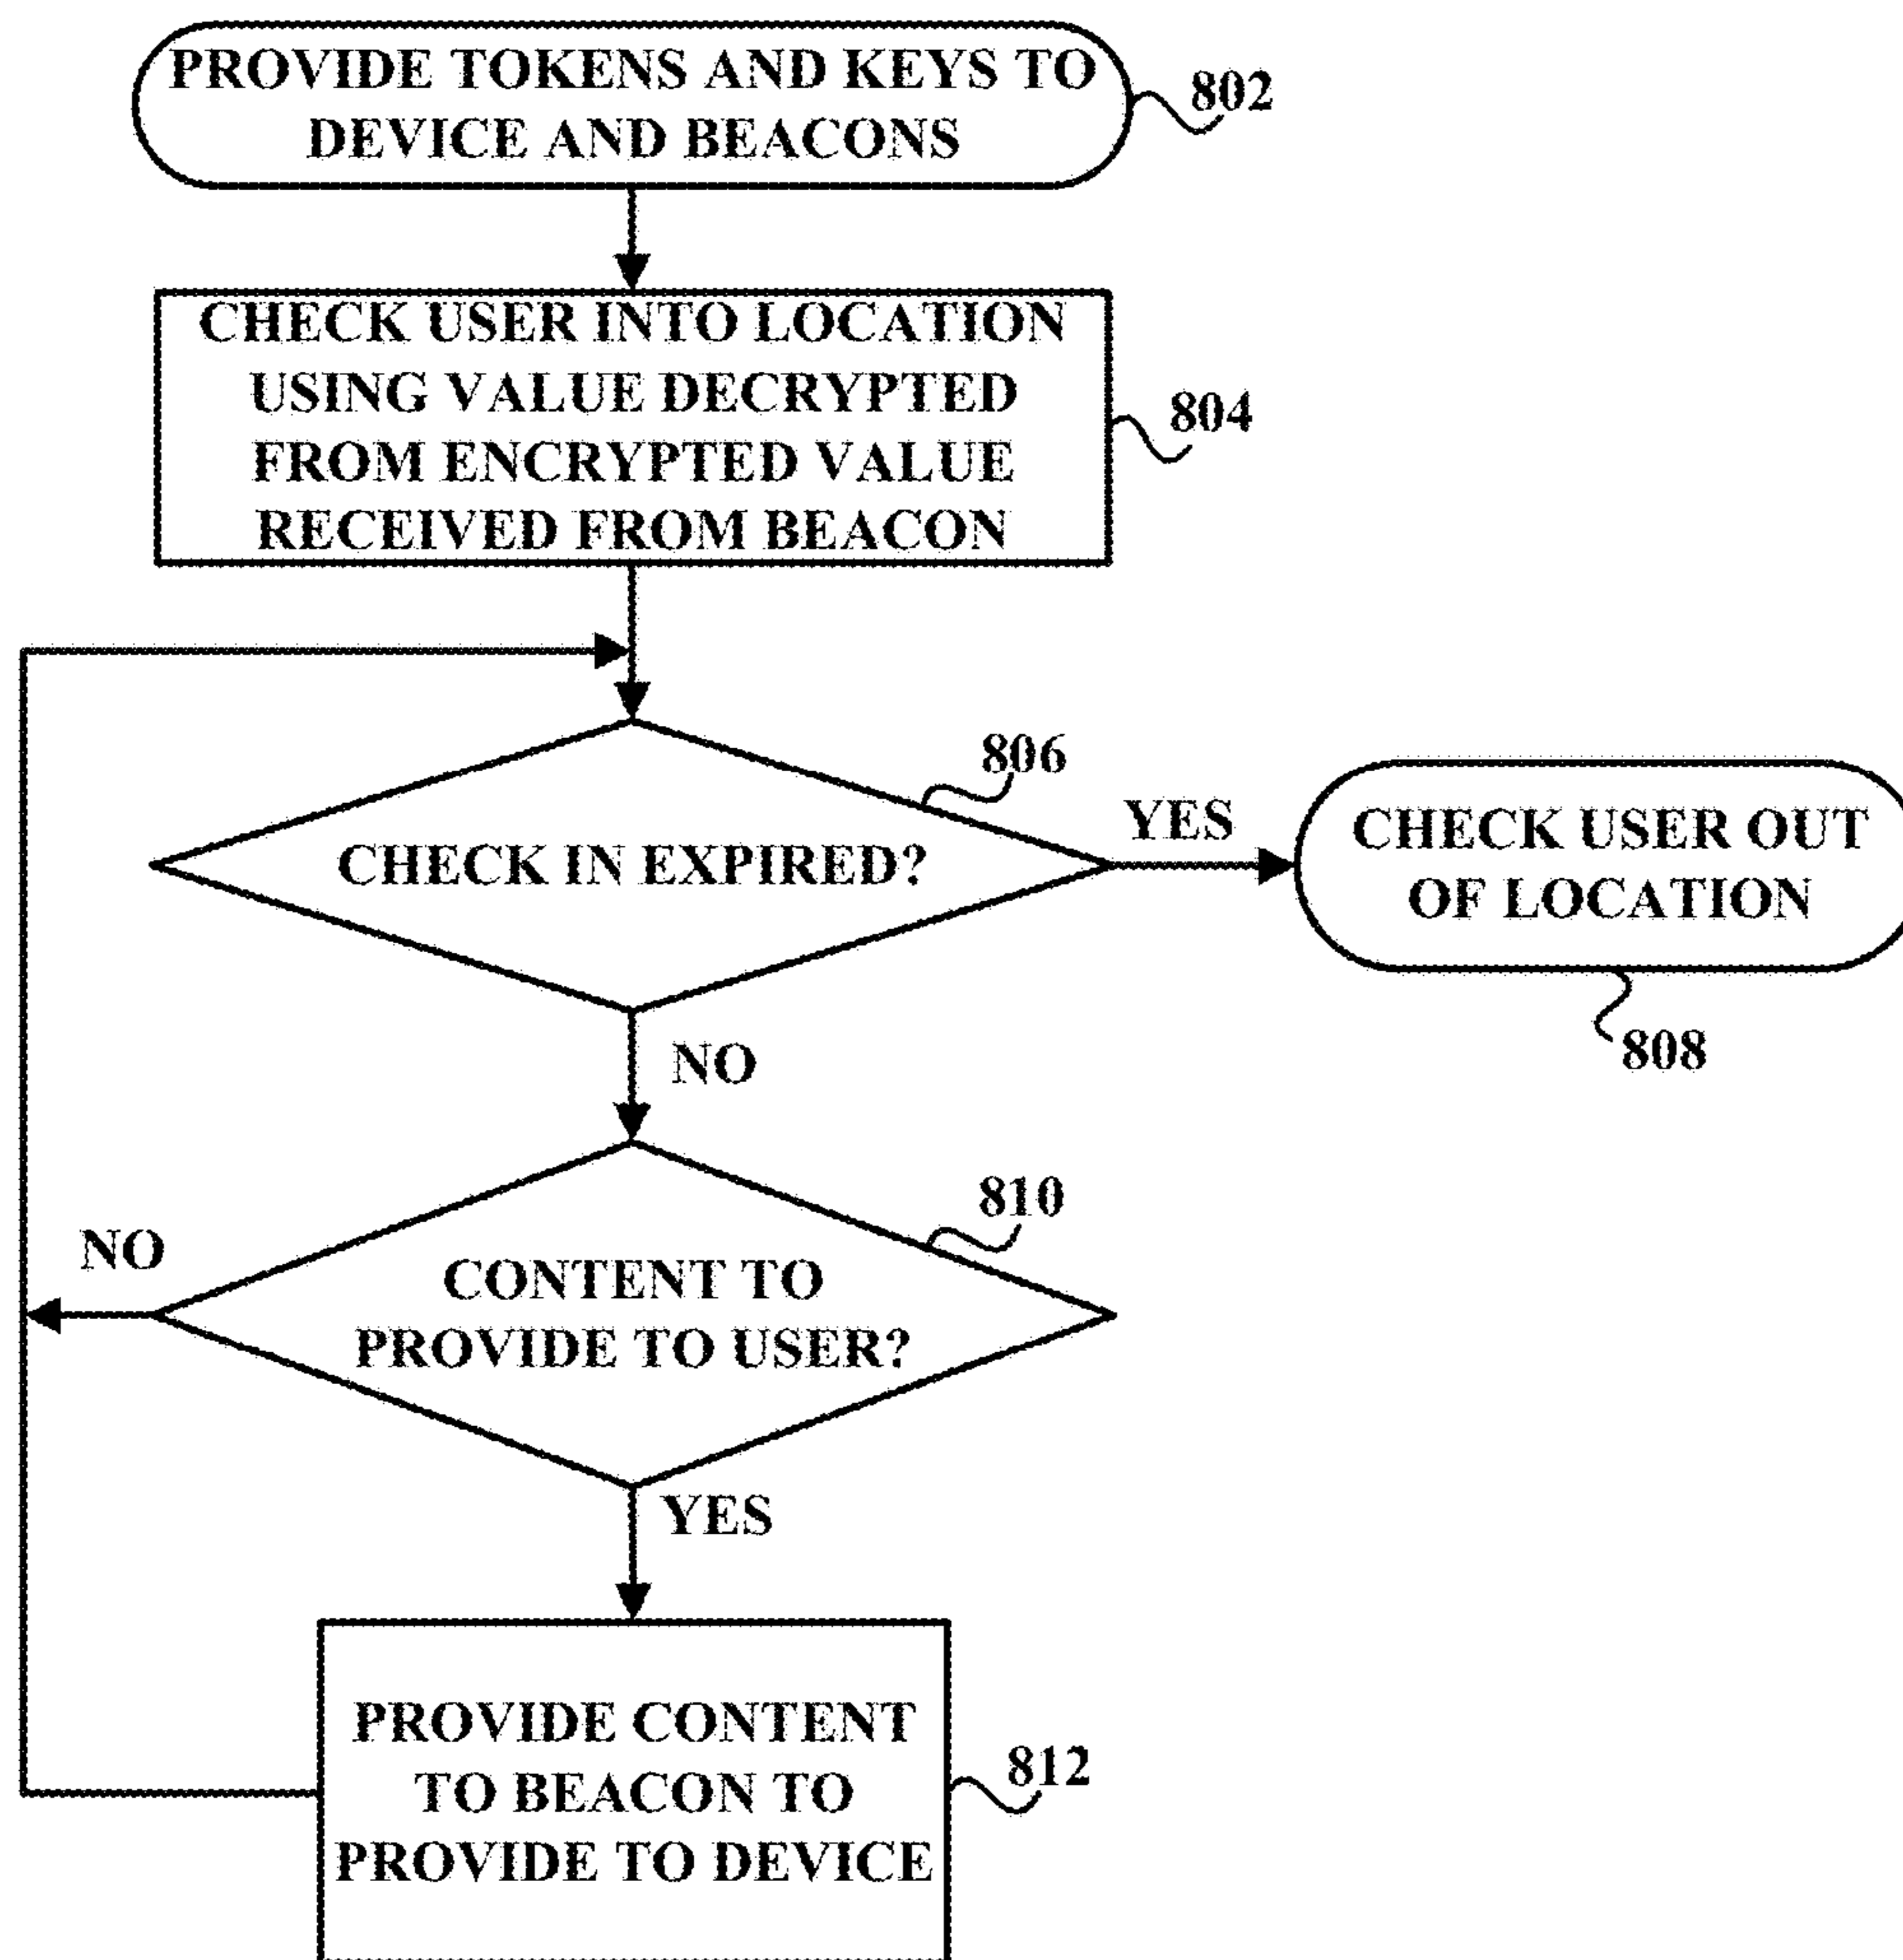 PROVIDE TOKENS AND KEYS TO
DEVICE AND BEACONS
802
CHECK USER INTO LOCATION
USING VALUE DECRYPTED
FROM ENCRYPTED VALUE
RECEIVED FROM BEACON
804
806
CHECK IN EXPIRED?
YES
CHECK USER OUT
OF LOCATION
808
NO
810
NO
CONTENT TO
PROVIDE TO USER?
YES
PROVIDE CONTENT
TO BEACON TO
PROVIDE TO DEVICE
812